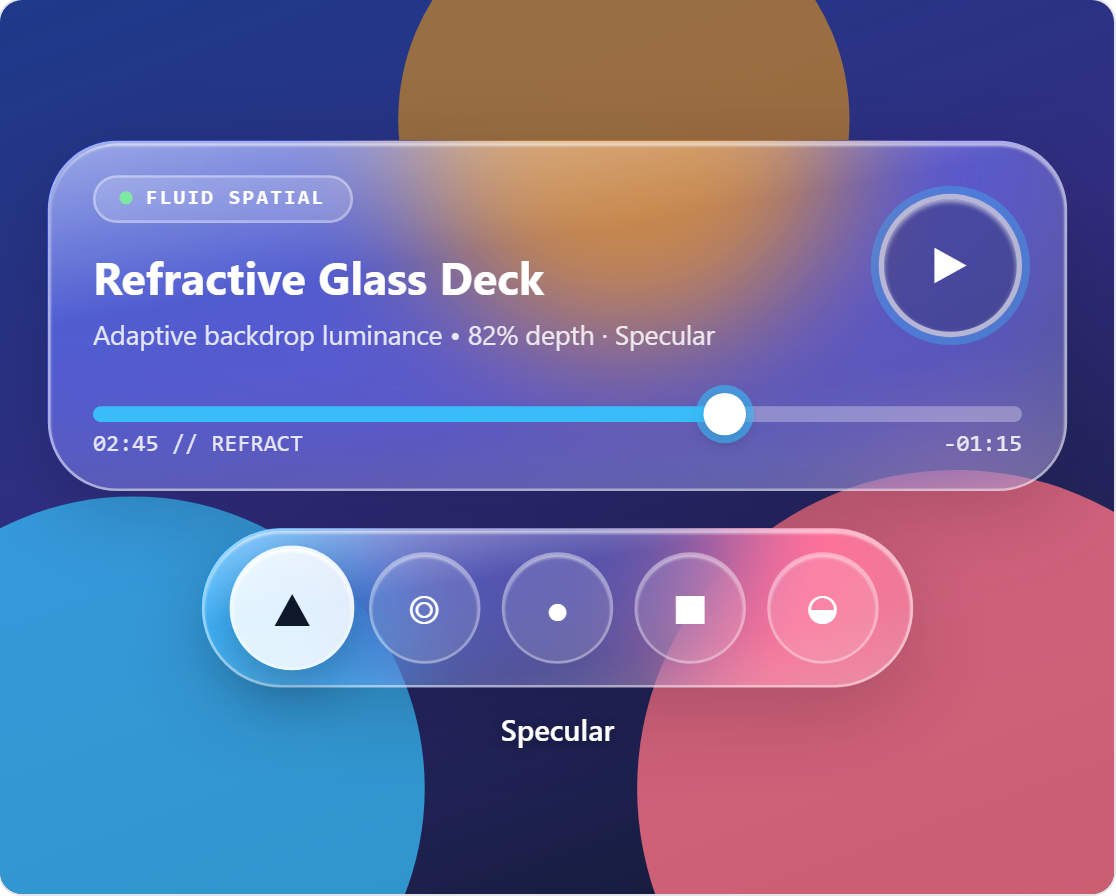 FLUID SPATIAL
Refractive Glass Deck
Adaptive backdrop luminance • 82% depth · Specular
02:45 // REFRACT
-01:15
Specular